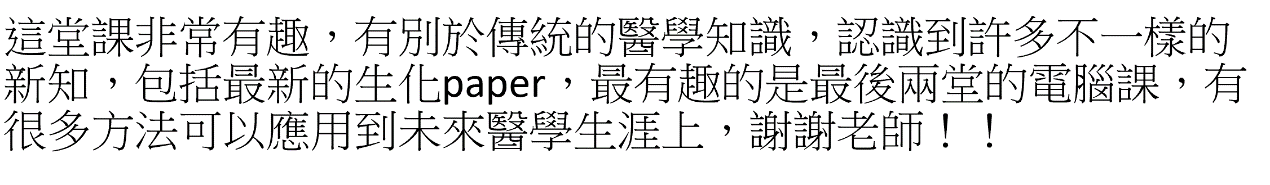 這堂課非常有趣，有別於傳統的醫學知識，認識到許多不一樣的
新知，包括最新的生化paper，最有趣的是最後兩堂的電腦課，有
很多方法可以應用到未來醫學生涯上，謝謝老師！！